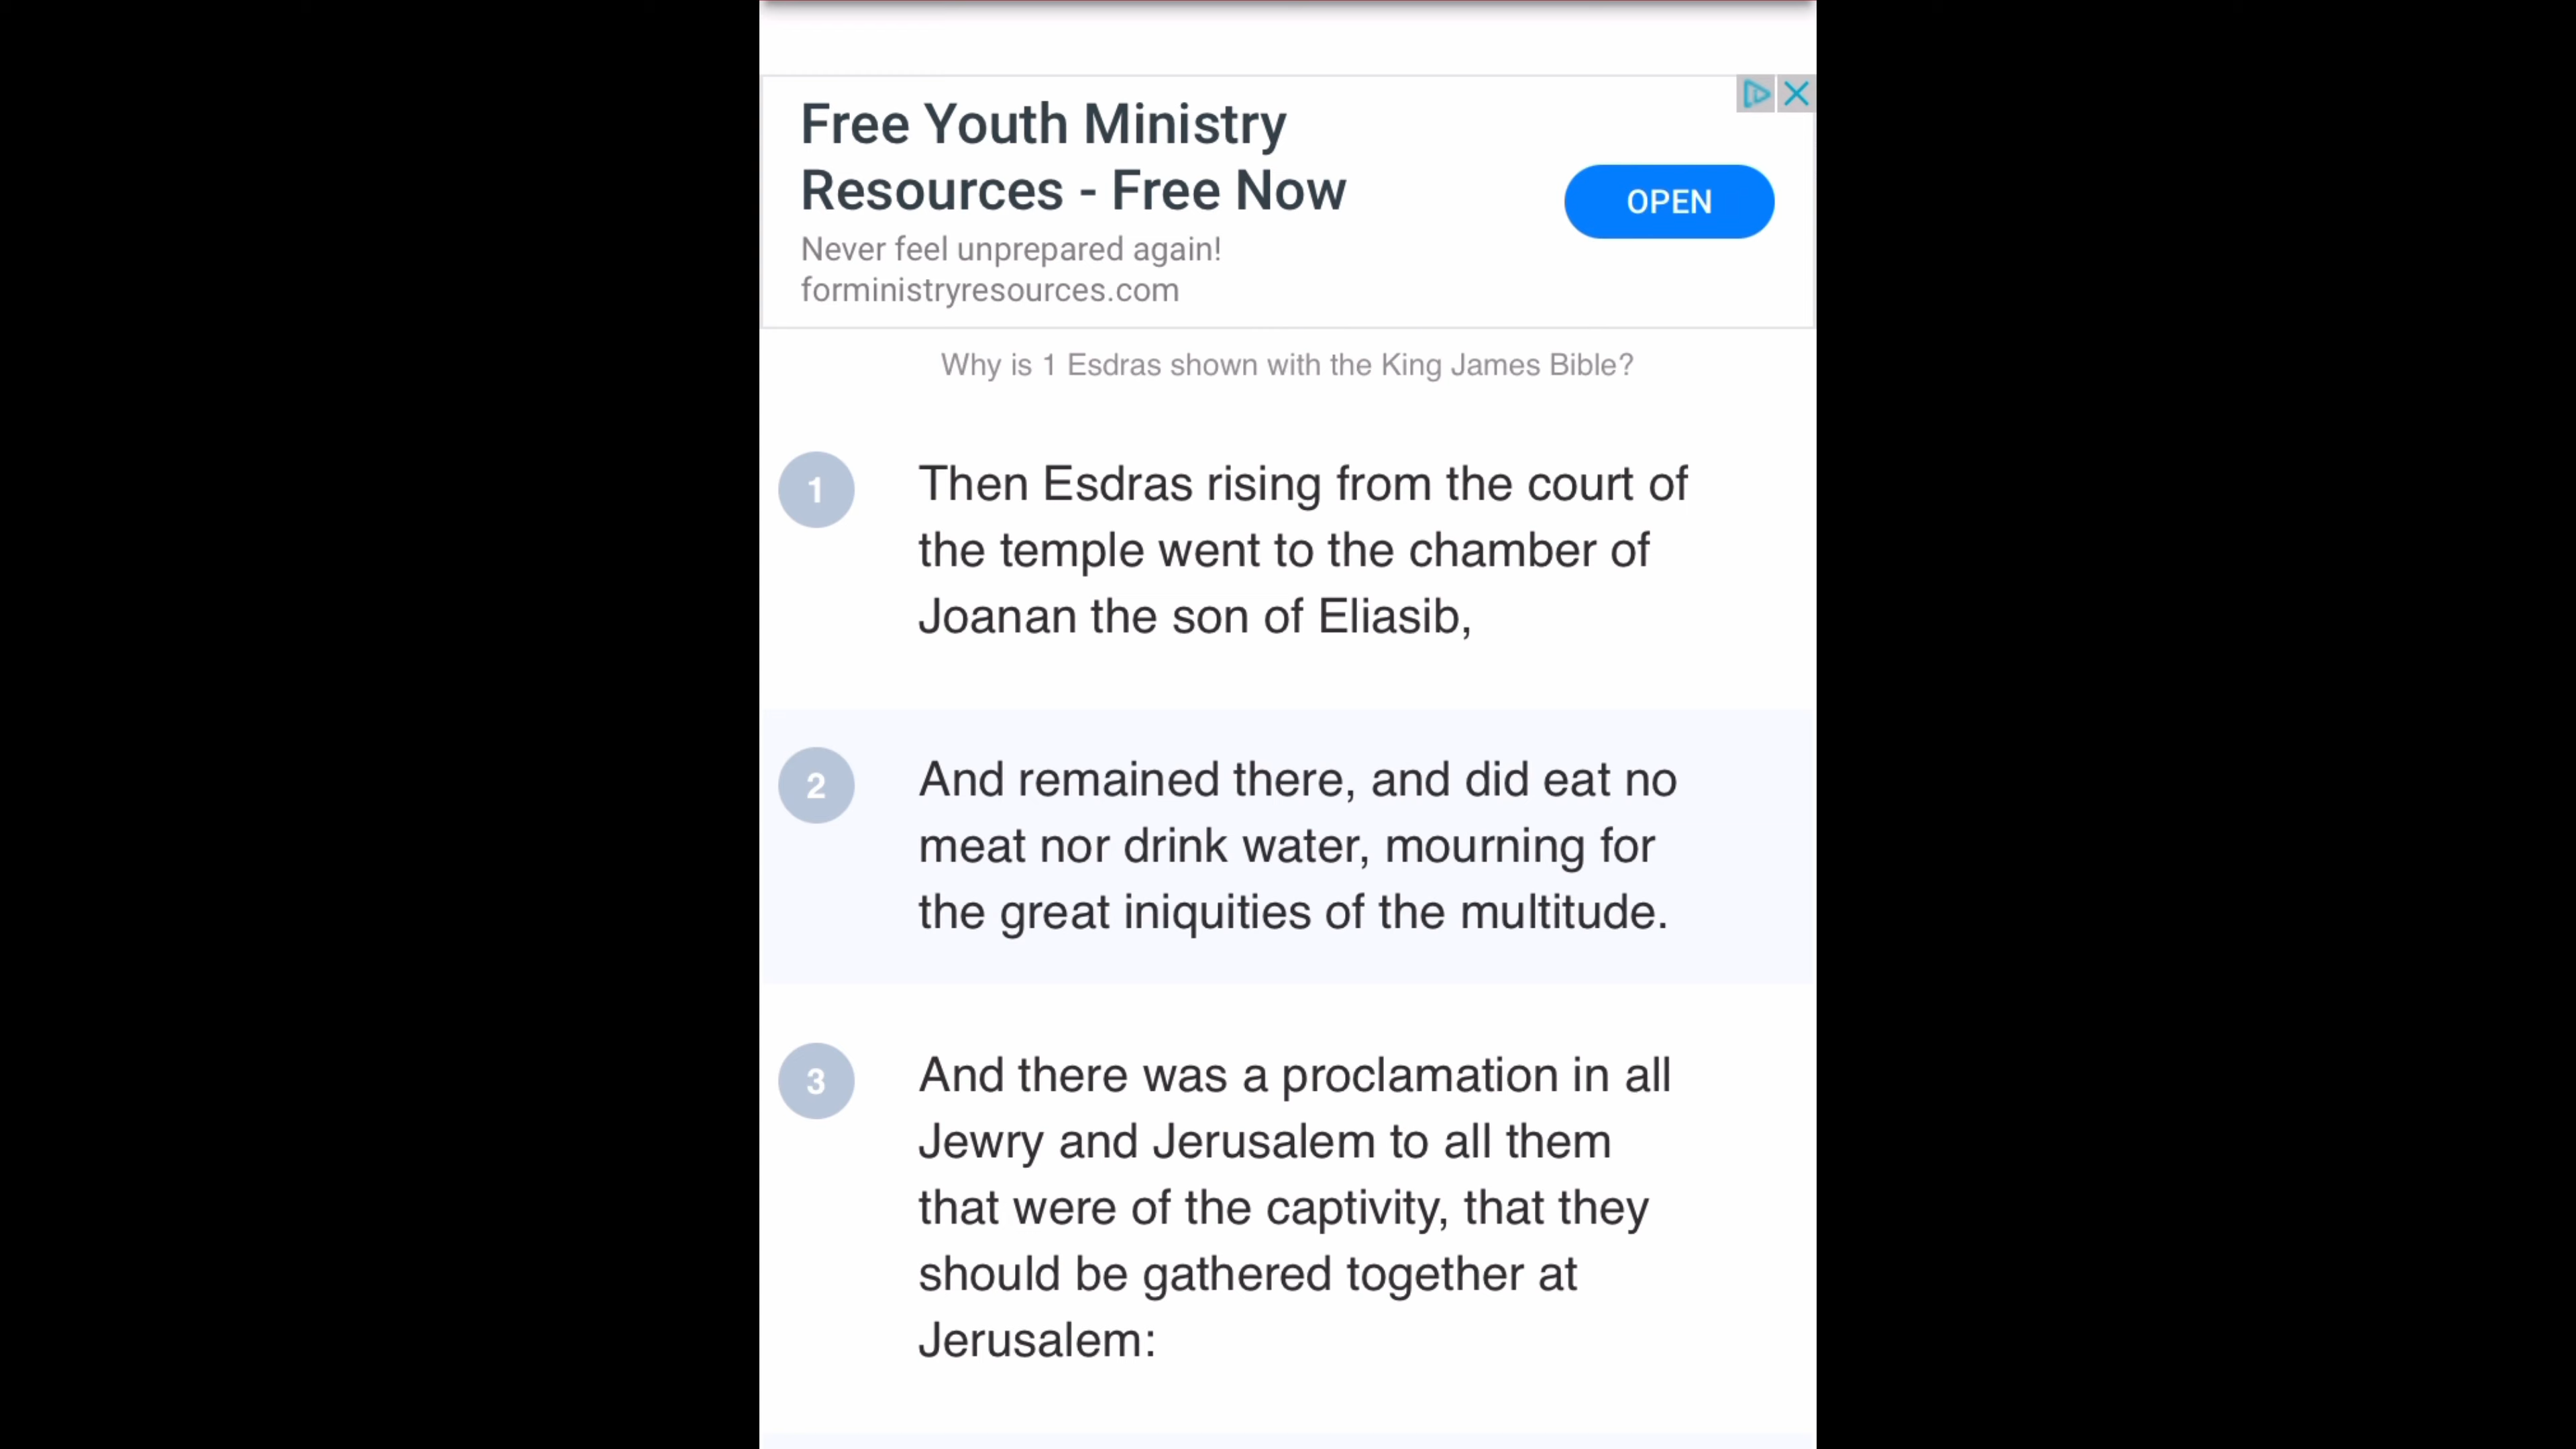 Free Youth Ministry
Resources - Free Now
Never feel unprepared again!
forministryresources.com
OPEN
Why is 1 Esdras shown with the King James Bible?
1
Then Esdras rising from the court of
the temple went to the chamber of
Joanan the son of Eliasib,
2
And remained there, and did eat no
meat nor drink water, mourning for
the great iniquities of the multitude.
3
And there was a proclamation in all
Jewry and Jerusalem to all them
that were of the captivity, that they
should be gathered together at
Jerusalem: